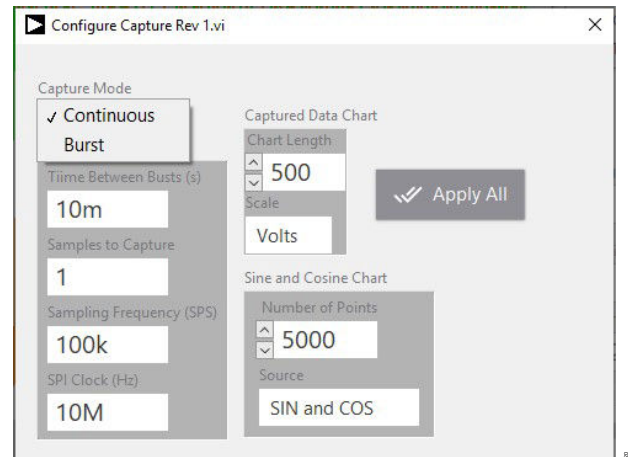 Configure Capture Rev 1.vi
Capture Mode
✓ Continuous
Burst
Tiime Between Busts (s)
10m
Samples to Capture
1
Sampling Frequency (SPS)
100k
SPI Clock (Hz)
10M
Captured Data Chart
Chart Length
500
Scale
Volts
Apply All
Sine and Cosine Chart
Number of Points
5000
Source
SIN and COS